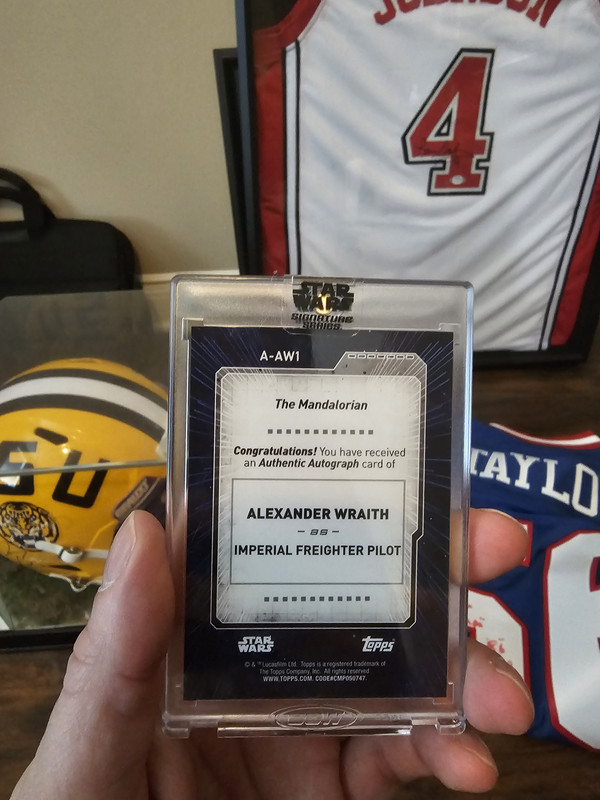 JOHNSON
4
STAR
WARS
SIGNATURE
SERIES
A-AW1
The Mandalorian
Congratulations! You have received
an Authentic Autograph card of
ALEXANDER WRAITH
IMPERIAL FREIGHTER PILOT
STAR
WARS
Topps
© & ™ Lucasfilm Ltd. Topps is a registered trademark of
The Topps Company, Inc. All rights reserved.
WWW.TOPPS.COM. CODE#CMP050747.
TAYLO
56